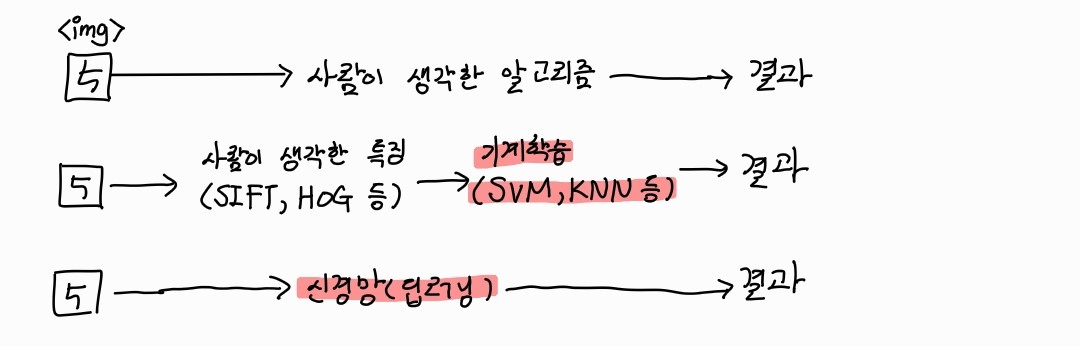 <img>
5 → 사람이 생각한 알고리즘 → 결과
사람이 생각한 특징 기계학습
5 → (SIFT, HOG 등) → (SVM, KNN 등) → 결과
5 → 신경망(딥러닝) → 결과